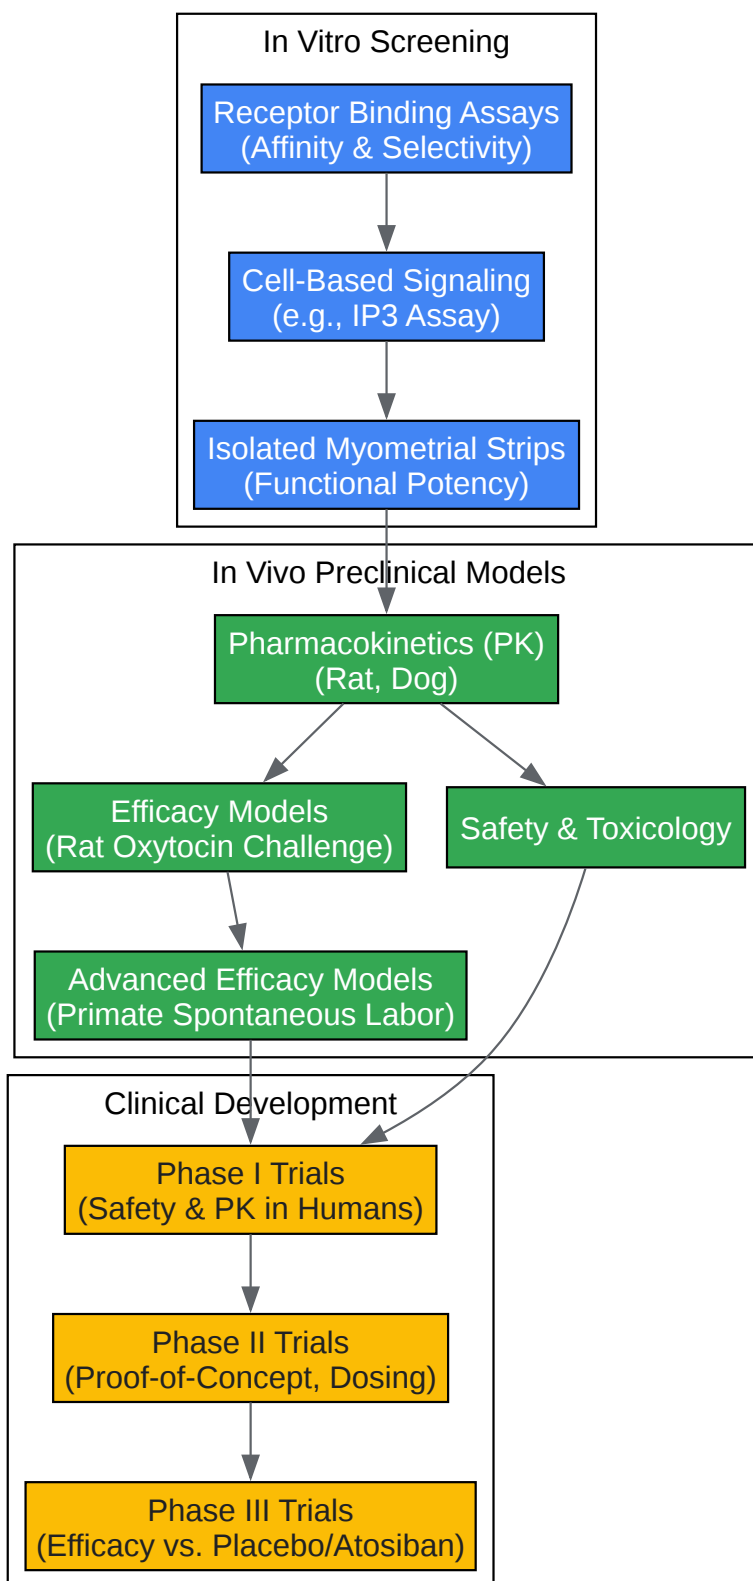 In Vitro Screening
Receptor Binding Assays
(Affinity & Selectivity)
Cell-Based Signaling
(e.g., IP3 Assay)
Isolated Myometrial Strips
(Functional Potency)
In Vivo Preclinical Models
Pharmacokinetics (PK)
(Rat, Dog)
Efficacy Models
(Rat Oxytocin Challenge)
Safety & Toxicology
Advanced Efficacy Models
(Primate Spontaneous Labor)
Clinical Development
Phase I Trials
(Safety & PK in Humans)
Phase II Trials
(Proof-of-Concept, Dosing)
Phase III Trials
(Efficacy vs. Placebo/Atosiban)